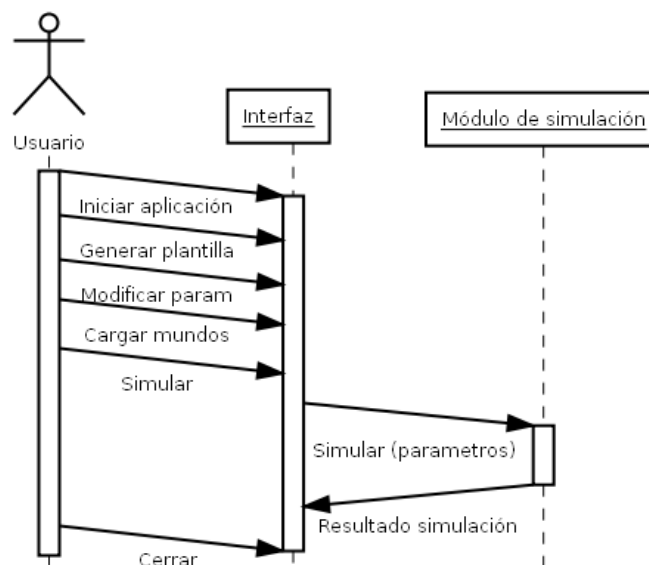 Usuario
Interfaz
Módulo de simulación
Iniciar aplicación
Generar plantilla
Modificar param
Cargar mundos
Simular
Simular (parametros)
Resultado simulación
Cerrar